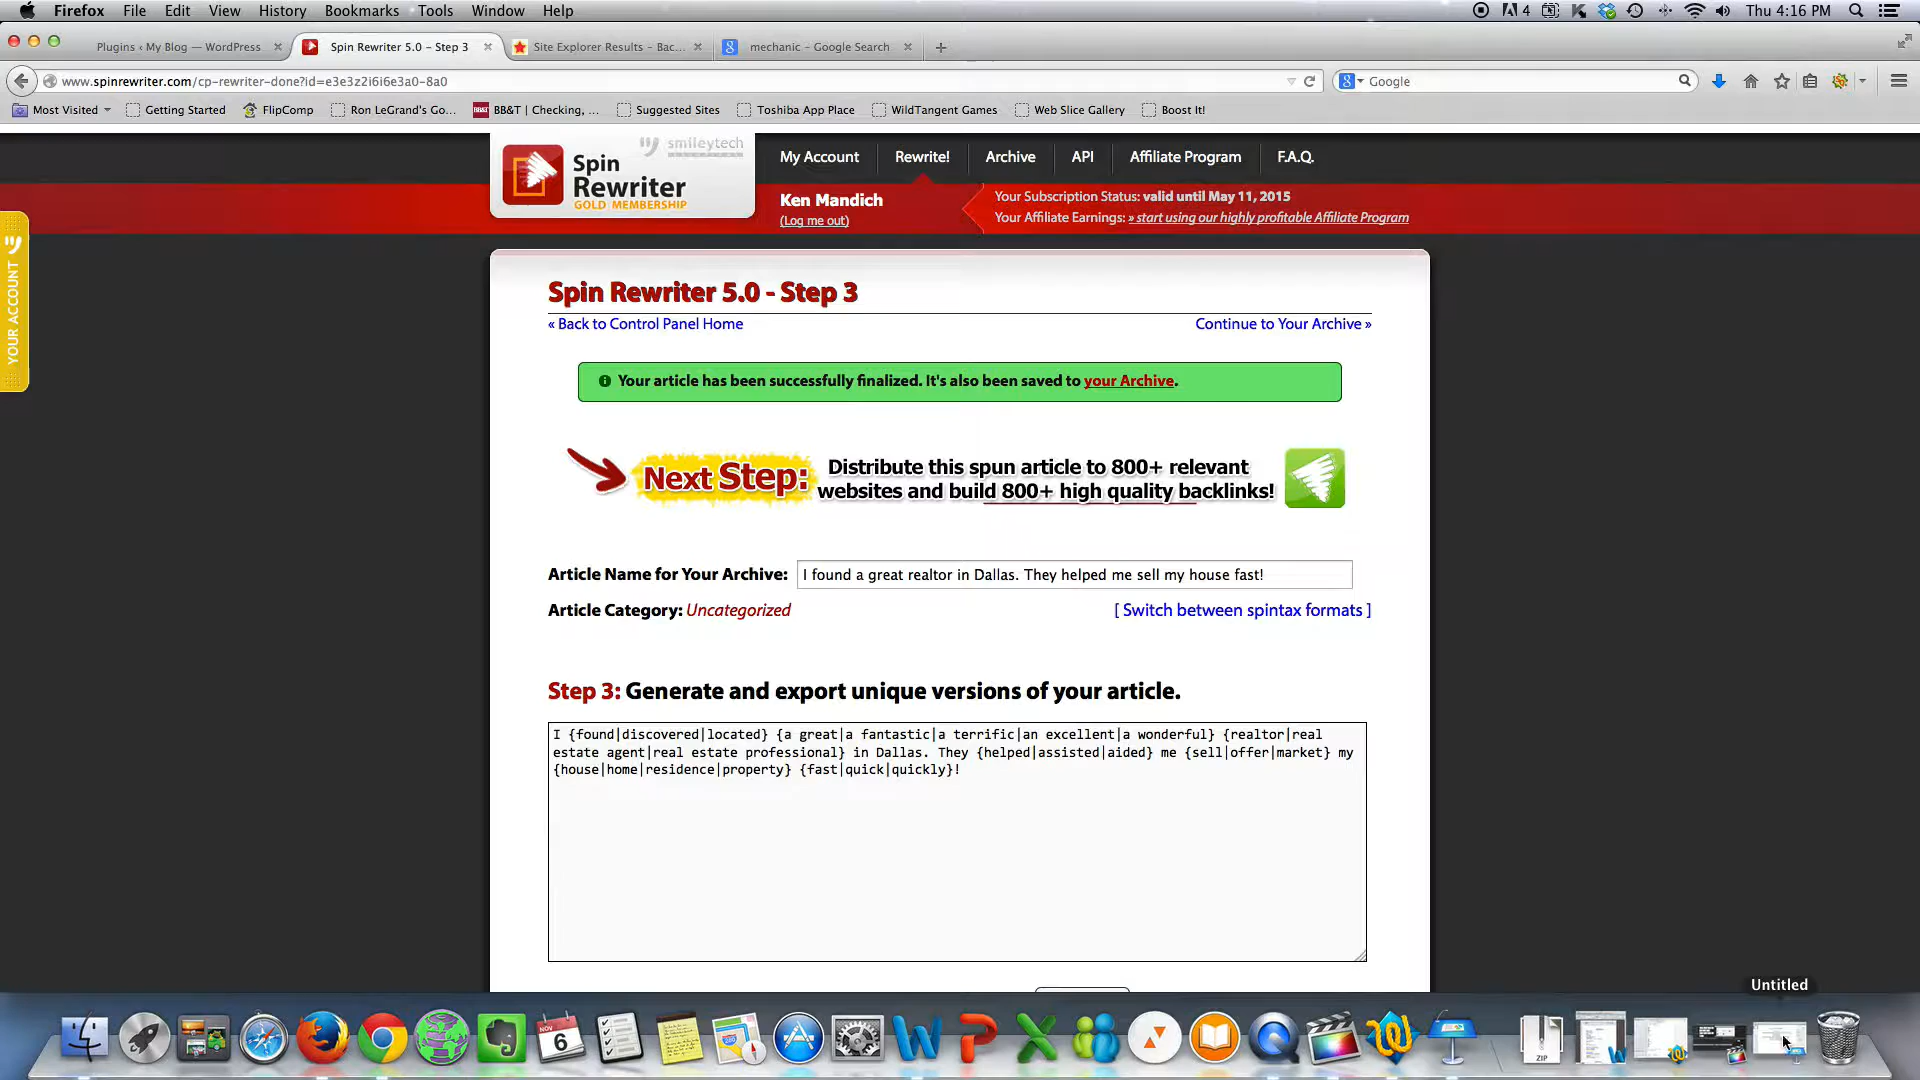 Firefox File Edit View History Bookmarks Tools Window Help 4 Thu 4:16 PM
Plugins ‹ My Blog — WordPress Spin Rewriter 5.0 – Step 3 Site Explorer Results – Bac... mechanic – Google Search
www.spinrewriter.com/cp-rewriter-done?id=e3e3z2i6i6e3a0-8a0 Google
Most Visited Getting Started FlipComp Ron LeGrand's Go... BB&T | Checking, ... Suggested Sites Toshiba App Place WildTangent Games Web Slice Gallery Boost It!
smileytech
Spin
Rewriter
GOLD MEMBERSHIP
My Account Rewrite! Archive API Affiliate Program F.A.Q.
Ken Mandich
(Log me out)
Your Subscription Status: valid until May 11, 2015
Your Affiliate Earnings: » start using our highly profitable Affiliate Program
YOUR ACCOUNT
Spin Rewriter 5.0 - Step 3
« Back to Control Panel Home Continue to Your Archive »
Your article has been successfully finalized. It's also been saved to your Archive.
Next Step:
Distribute this spun article to 800+ relevant
websites and build 800+ high quality backlinks!
Article Name for Your Archive: I found a great realtor in Dallas. They helped me sell my house fast!
Article Category: Uncategorized [ Switch between spintax formats ]
Step 3: Generate and export unique versions of your article.
I {found|discovered|located} {a great|a fantastic|a terrific|an excellent|a wonderful} {realtor|real
estate agent|real estate professional} in Dallas. They {helped|assisted|aided} me {sell|offer|market} my
{house|home|residence|property} {fast|quick|quickly}!
Untitled
NOV
6
ZIP